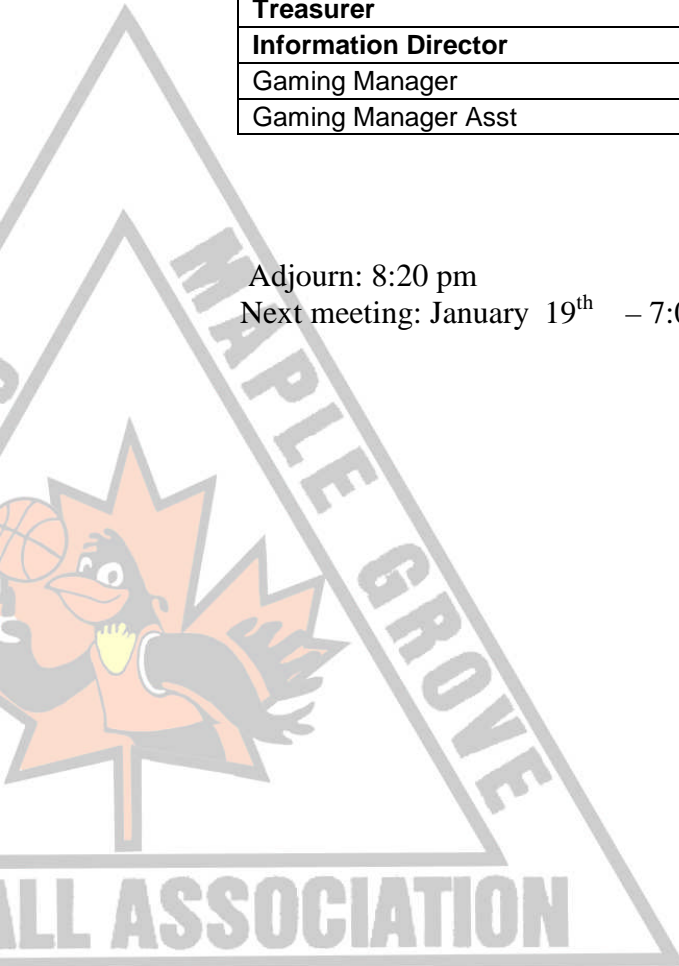 Treasurer
Information Director
Gaming Manager
Gaming Manager Asst
Adjourn: 8:20 pm
Next meeting: January 19th – 7:0
MAPLE GROVE
ALL ASSOCIATION